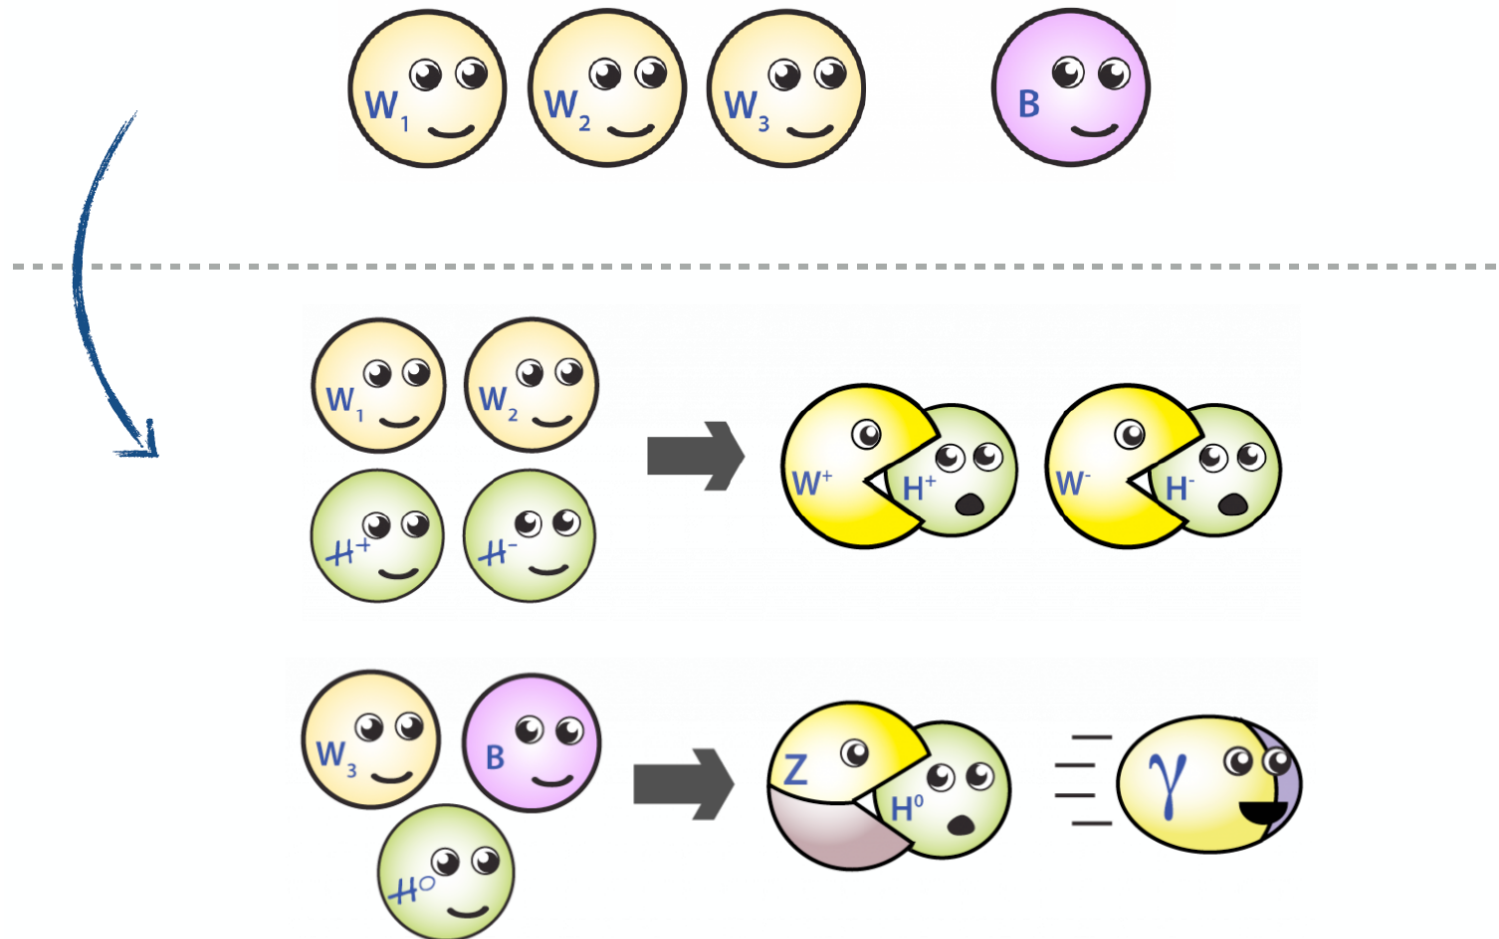 W₁ W₂ W₃ B
W₁ W₂
W⁺ H⁺ W⁻ H⁻
H⁺ H⁻
W₃ B
Z H⁰ γ
H⁰